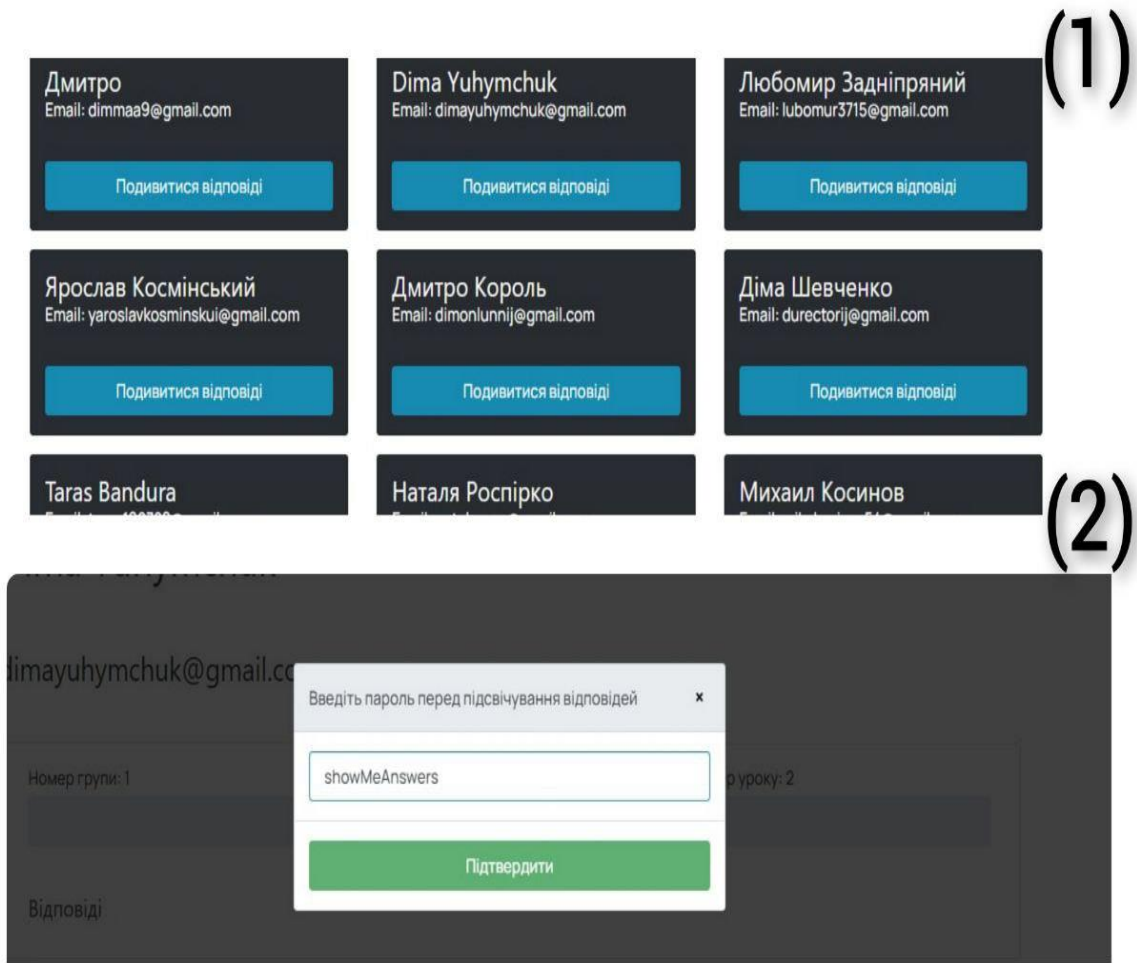 (1)
Дмитро
Email: dimmaa9@gmail.com
Подивитися відповіді
Dima Yuhymchuk
Email: dimayuhymchuk@gmail.com
Подивитися відповіді
Любомир Задніпряний
Email: lubomur3715@gmail.com
Подивитися відповіді
Ярослав Космінський
Email: yaroslavkosminskui@gmail.com
Подивитися відповіді
Дмитро Король
Email: dimonlunnij@gmail.com
Подивитися відповіді
Діма Шевченко
Email: durectorij@gmail.com
Подивитися відповіді
Taras Bandura
Наталя Роспірко
Михаил Косинов
(2)
dimayuhymchuk@gmail.co
Введіть пароль перед підсвічування відповідей ×
showMeAnswers
Підтвердити
Номер групи: 1
р уроку: 2
Відповіді